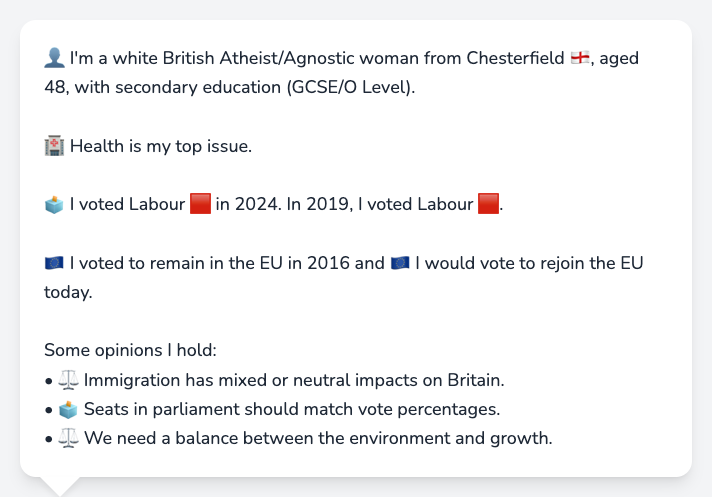 👤 I'm a white British Atheist/Agnostic woman from Chesterfield 🏴󠁧󠁢󠁥󠁮󠁧󠁿, aged
48, with secondary education (GCSE/O Level).
🏥 Health is my top issue.
🗳️ I voted Labour 🟥 in 2024. In 2019, I voted Labour 🟥.
🇪🇺 I voted to remain in the EU in 2016 and 🇪🇺 I would vote to rejoin the EU
today.
Some opinions I hold:
• ⚖️ Immigration has mixed or neutral impacts on Britain.
• 🗳️ Seats in parliament should match vote percentages.
• ⚖️ We need a balance between the environment and growth.